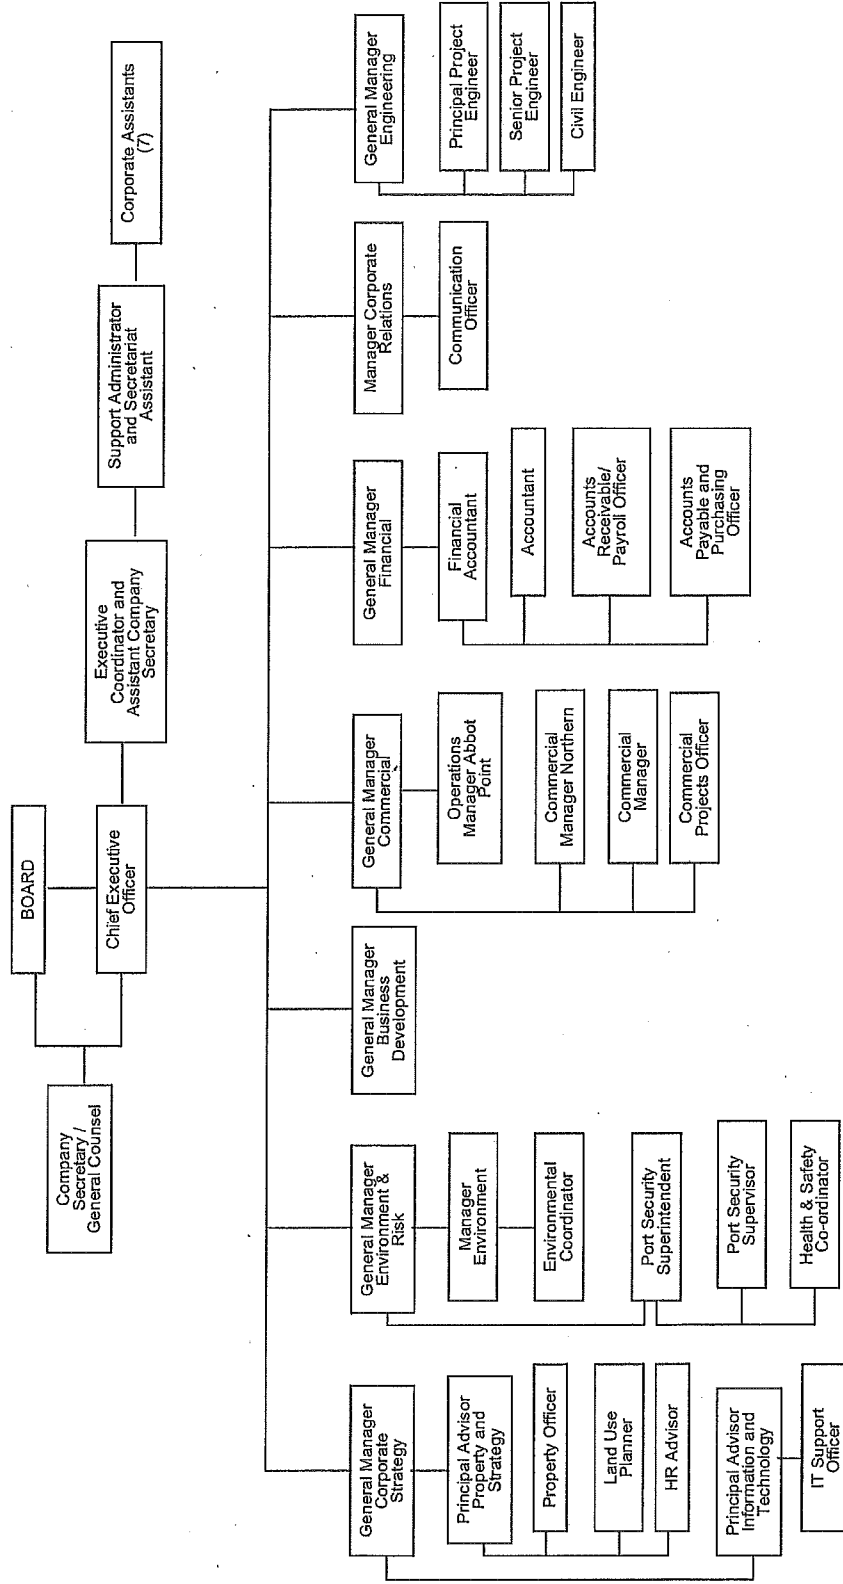 BOARD
Company
Secretary /
General Counsel
Chief Executive
Officer
Executive
Coordinator and
Assistant Company
Secretary
Support Administrator
and Secretariat
Assistant
Corporate Assistants
(7)
General Manager
Corporate
Strategy
Principal Advisor
Property and
Strategy
Property Officer
Land Use
Planner
HR Advisor
Principal Advisor
Information and
Technology
IT Support
Officer
General Manager
Environment &
Risk
Manager
Environment
Environmental
Coordinator
Port Security
Superintendent
Port Security
Supervisor
Health & Safety
Co-ordinator
General Manager
Business
Development
General Manager
Commercial
Operations
Manager Abbot
Point
Commercial
Manager Northern
Commercial
Manager
Commercial
Projects Officer
General Manager
Financial
Financial
Accountant
Accountant
Accounts
Receivable/
Payroll Officer
Accounts
Payable and
Purchasing
Officer
Manager Corporate
Relations
Communication
Officer
General Manager
Engineering
Principal Project
Engineer
Senior Project
Engineer
Civil Engineer